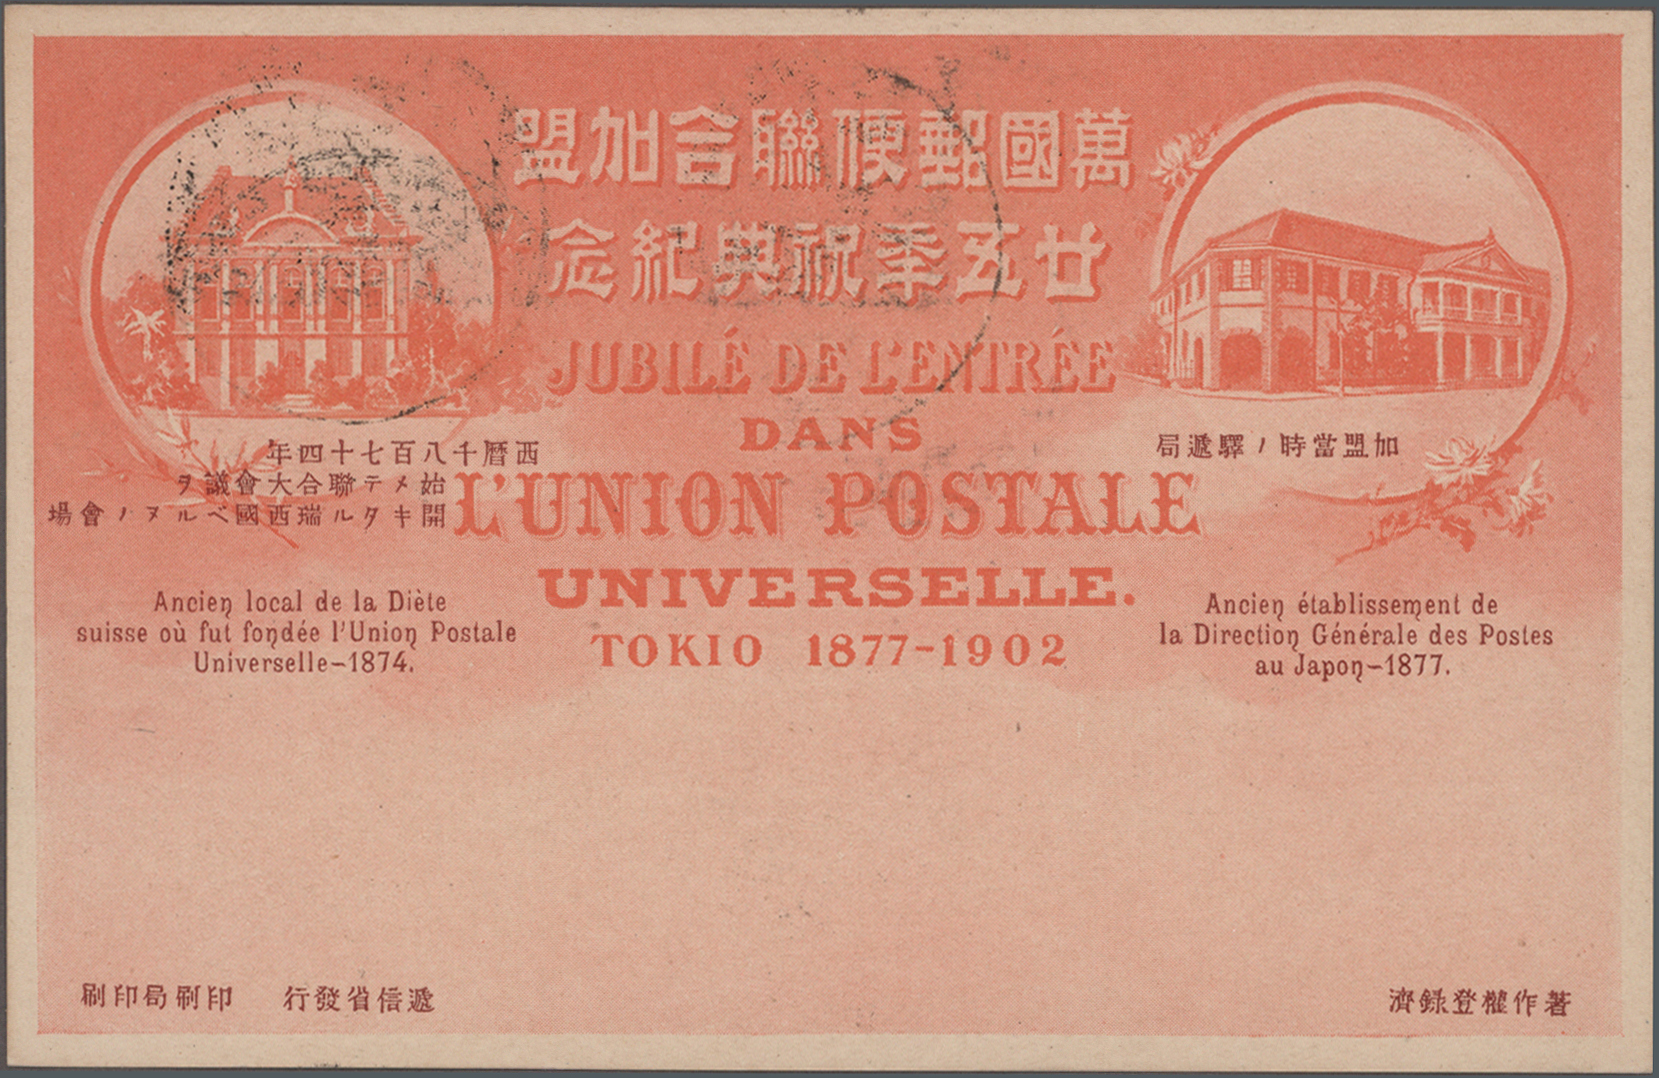 萬國郵便聯合加盟
廿五年祝典紀念
JUBILÉ DE L'ENTRÉE
DANS
L'UNION POSTALE
UNIVERSELLE.
TOKIO 1877-1902
西曆千八百七十四年
始メテ聯合大會議ヲ
開キタル瑞西國ベルヌノ會場
Ancien local de la Diète
suisse où fut fondée l'Union Postale
Universelle-1874.
加盟當時ノ驛遞局
Ancien établissement de
la Direction Générale des Postes
au Japon-1877.
著作權登錄濟
遞信省發行 印刷局印刷